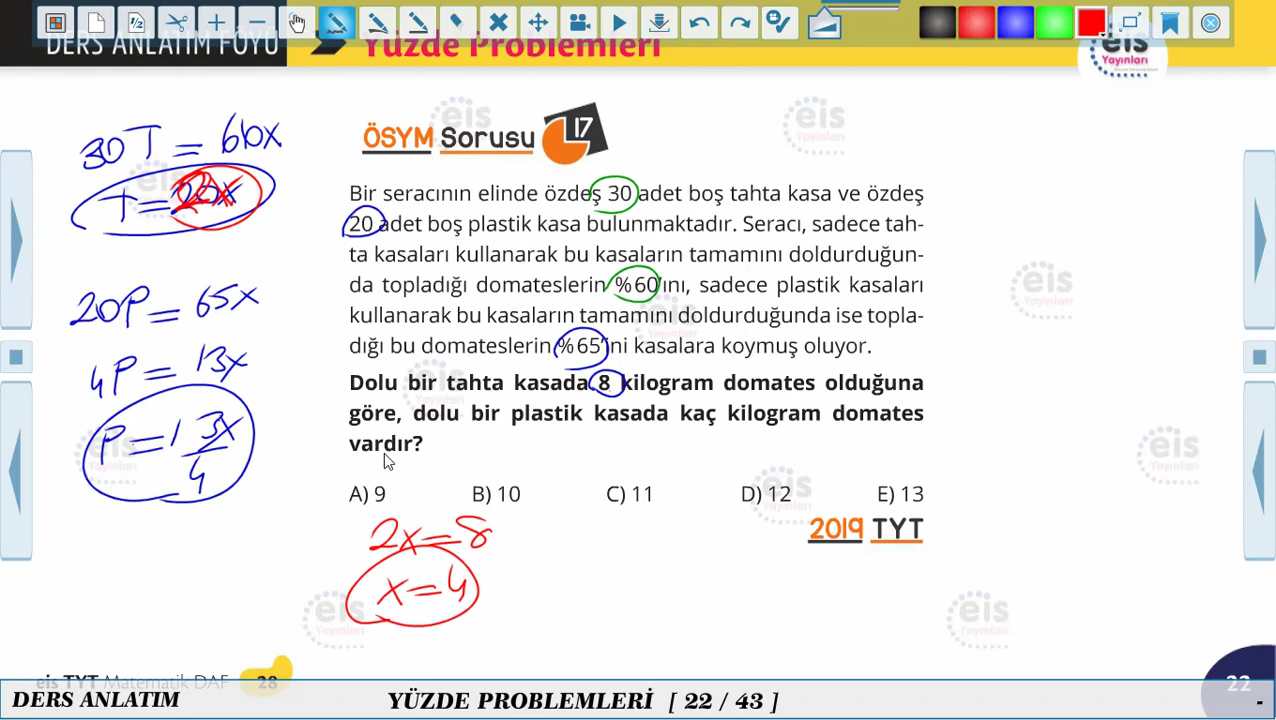 DERS ANLATIM FÖYÜ
Yüzde Problemleri
eis
Yayınları
ÖSYM Sorusu 17
Bir seracının elinde özdeş 30 adet boş tahta kasa ve özdeş
20 adet boş plastik kasa bulunmaktadır. Seracı, sadece tah-
ta kasaları kullanarak bu kasaların tamamını doldurduğun-
da topladığı domateslerin %60'ını, sadece plastik kasaları
kullanarak bu kasaların tamamını doldurduğunda ise topla-
dığı bu domateslerin %65'ini kasalara koymuş oluyor.
Dolu bir tahta kasada 8 kilogram domates olduğuna
göre, dolu bir plastik kasada kaç kilogram domates
vardır?
A) 9 B) 10 C) 11 D) 12 E) 13
2019 TYT
30T = 60x
T = 2x
20P = 65x
4P = 13x
P = 13x
4
2x = 8
x = 4
eis TYT Matematik DAF 28
22
DERS ANLATIM YÜZDE PROBLEMLERİ [ 22 / 43 ] -